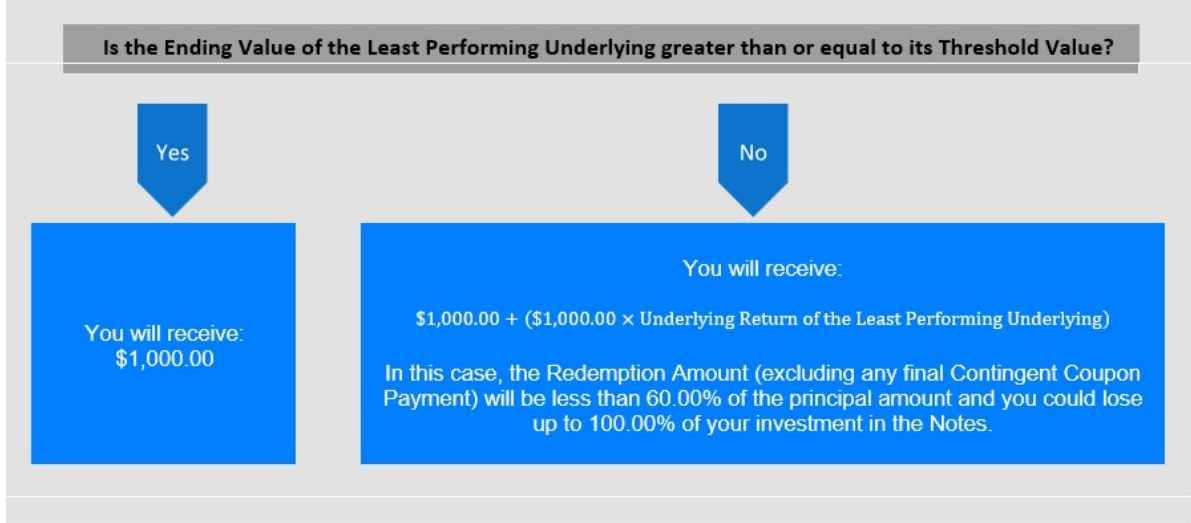 Is the Ending Value of the Least Performing Underlying greater than or equal to its Threshold Value?
Yes
No
You will receive:
$1,000.00
You will receive:
$1,000.00 + ($1,000.00 × Underlying Return of the Least Performing Underlying)
In this case, the Redemption Amount (excluding any final Contingent Coupon
Payment) will be less than 60.00% of the principal amount and you could lose
up to 100.00% of your investment in the Notes.